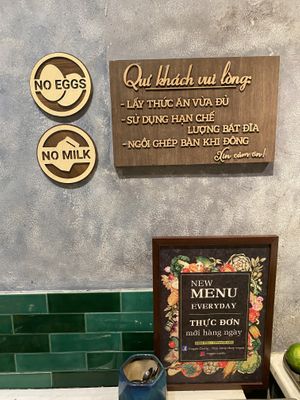 NO EGGS
NO MILK
Quí khách vui lòng:
- LẤY THỨC ĂN VỪA ĐỦ
- SỬ DỤNG HẠN CHẾ
LƯỢNG BÁT ĐĨA
- NGỒI GHÉP BÀN KHI ĐÔNG
Xin cảm ơn!
NEW
MENU
EVERYDAY
THỰC ĐƠN
mới hàng ngày